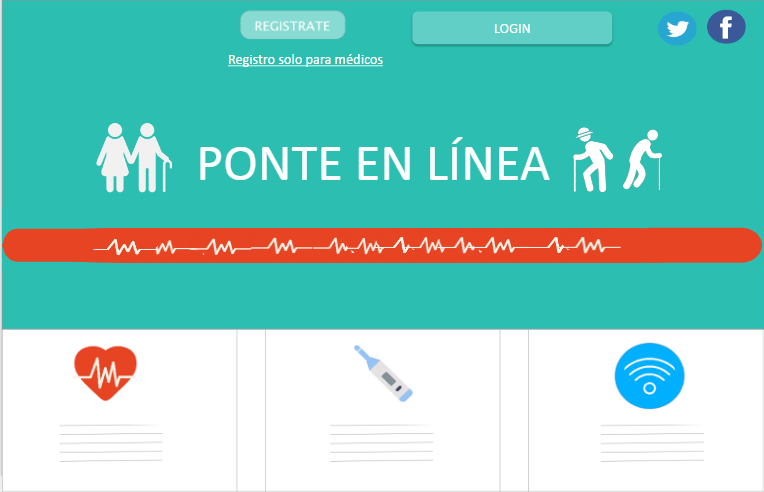 REGISTRATE
LOGIN
Registro solo para médicos
PONTE EN LÍNEA